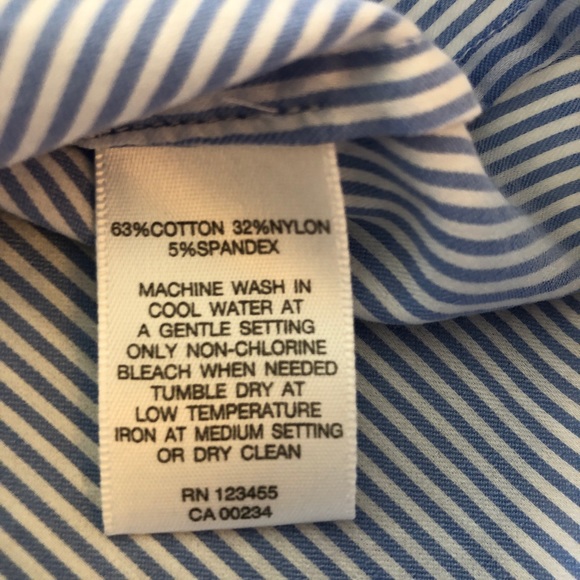 63%COTTON 32%NYLON
5%SPANDEX
MACHINE WASH IN
COOL WATER AT
A GENTLE SETTING
ONLY NON-CHLORINE
BLEACH WHEN NEEDED
TUMBLE DRY AT
LOW TEMPERATURE
IRON AT MEDIUM SETTING
OR DRY CLEAN
RN 123455
CA 00234